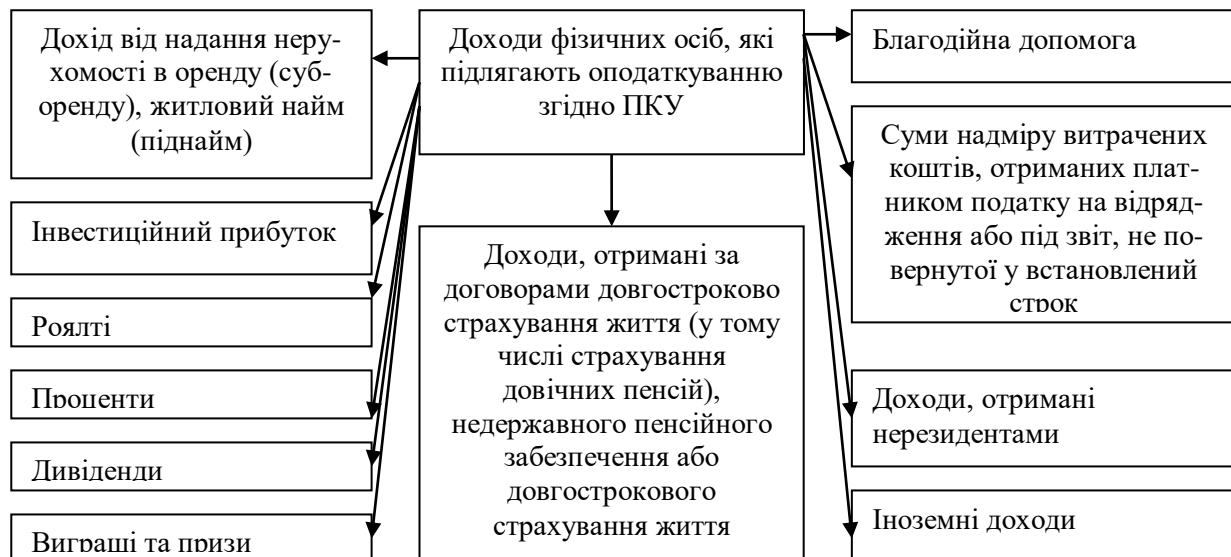 Доходи фізичних осіб, які
підлягають оподаткуванню
згідно ПКУ
Дохід від надання неру-
хомості в оренду (суб-
оренду), житловий найм
(піднайм)
Інвестиційний прибуток
Роялті
Проценти
Дивіденди
Виграші та призи
Доходи, отримані за
договорами довгостроково
страхування життя (у тому
числі страхування
довічних пенсій),
недержавного пенсійного
забезпечення або
довгострокового
страхування життя
Благодійна допомога
Суми надміру витрачених
коштів, отриманих плат-
ником податку на відряд-
ження або під звіт, не по-
вернутої у встановлений
строк
Доходи, отримані
нерезидентами
Іноземні доходи